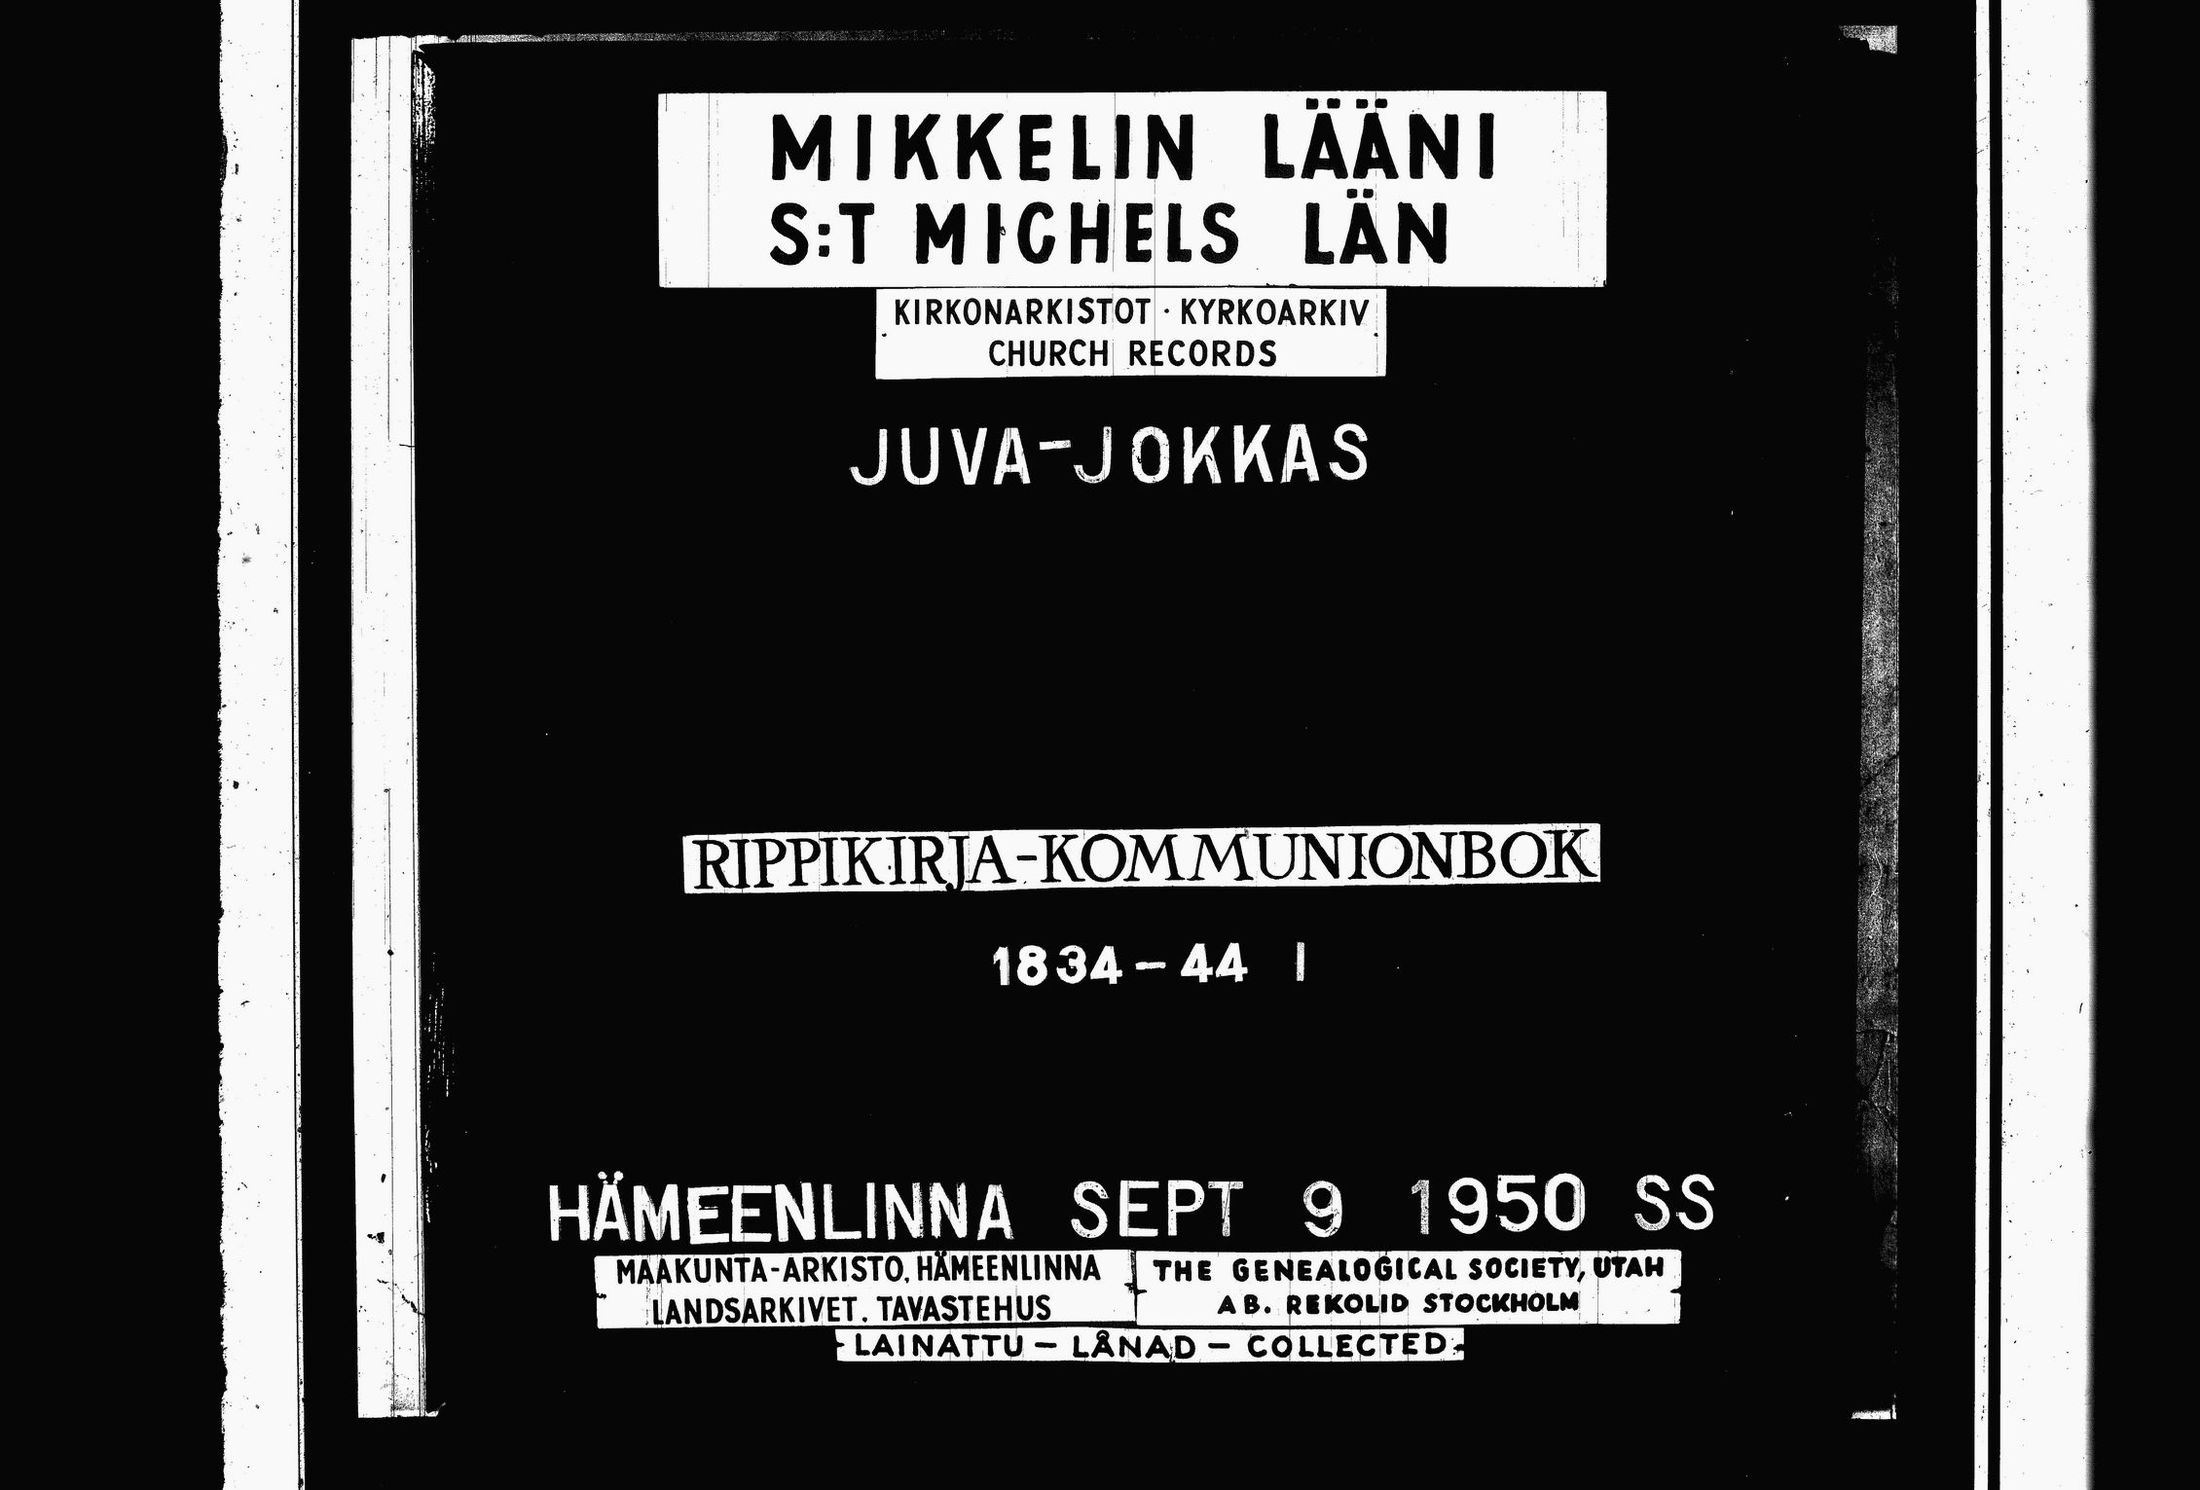 MIKKELIN LÄÄNI
S:T MICHELS LÄN
KIRKONARKISTOT · KYRKOARKIV
CHURCH RECORDS
JUVA-JOKKAS
RIPPIKIRJA-KOMMUNIONBOK
1834-44 I
HÄMEENLINNA SEPT 9 1950 SS
MAAKUNTA-ARKISTO, HÄMEENLINNA
LANDSARKIVET, TAVASTEHUS
THE GENEALOGICAL SOCIETY, UTAH
AB. REKOLID STOCKHOLM
LAINATTU - LÅNAD - COLLECTED